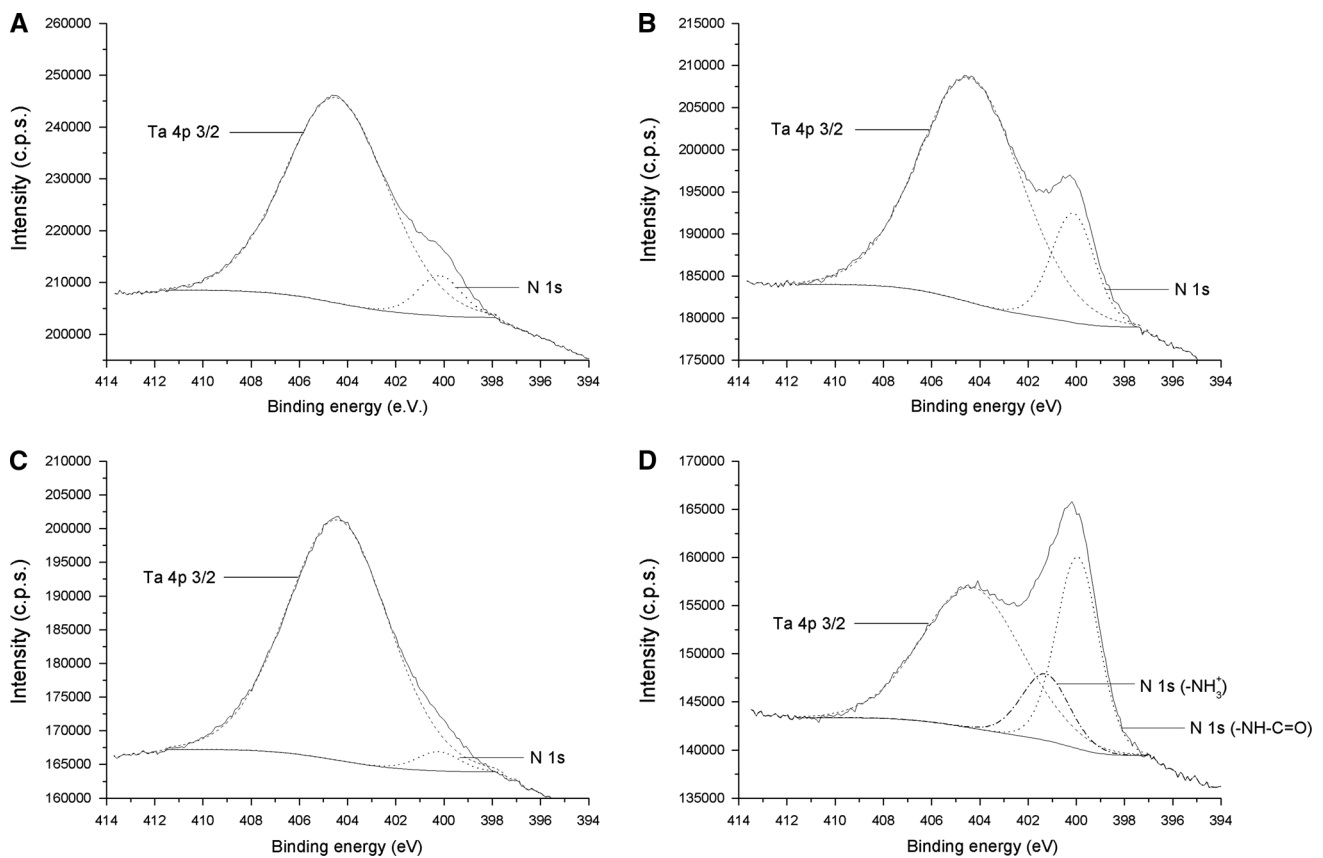 A
Intensity (c.p.s.)
260000
250000
240000
230000
220000
210000
200000
Ta 4p 3/2
N 1s
414 412 410 408 406 404 402 400 398 396 394
Binding energy (e.V.)
B
Intensity (c.p.s.)
215000
210000
205000
200000
195000
190000
185000
180000
175000
Ta 4p 3/2
N 1s
414 412 410 408 406 404 402 400 398 396 394
Binding energy (eV)
C
Intensity (c.p.s.)
210000
205000
200000
195000
190000
185000
180000
175000
170000
165000
160000
Ta 4p 3/2
N 1s
414 412 410 408 406 404 402 400 398 396 394
Binding energy (eV)
D
Intensity (c.p.s.)
170000
165000
160000
155000
150000
145000
140000
135000
Ta 4p 3/2
N 1s (-NH₃⁺)
N 1s (-NH-C=O)
414 412 410 408 406 404 402 400 398 396 394
Binding energy (eV)